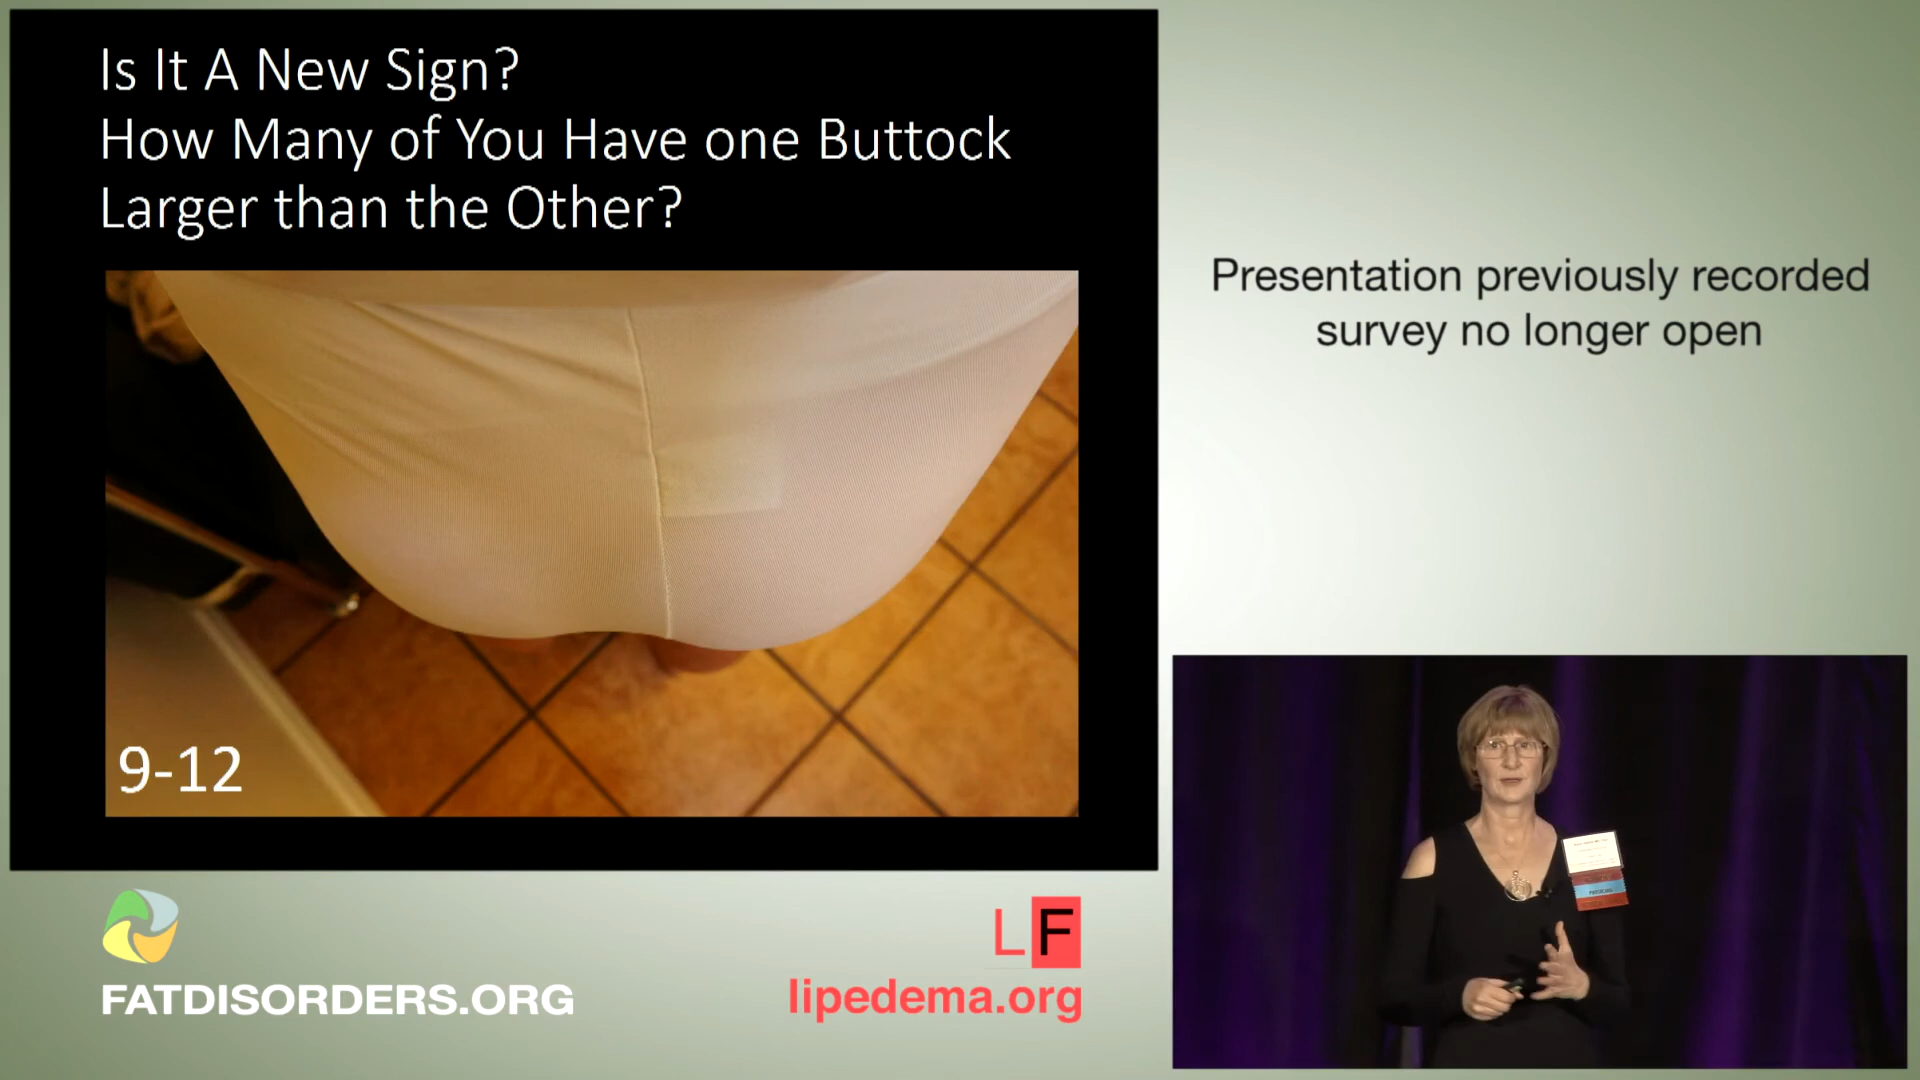 Is It A New Sign?
How Many of You Have one Buttock
Larger than the Other?
9-12
Presentation previously recorded
survey no longer open
FATDISORDERS.ORG
LF
lipedema.org